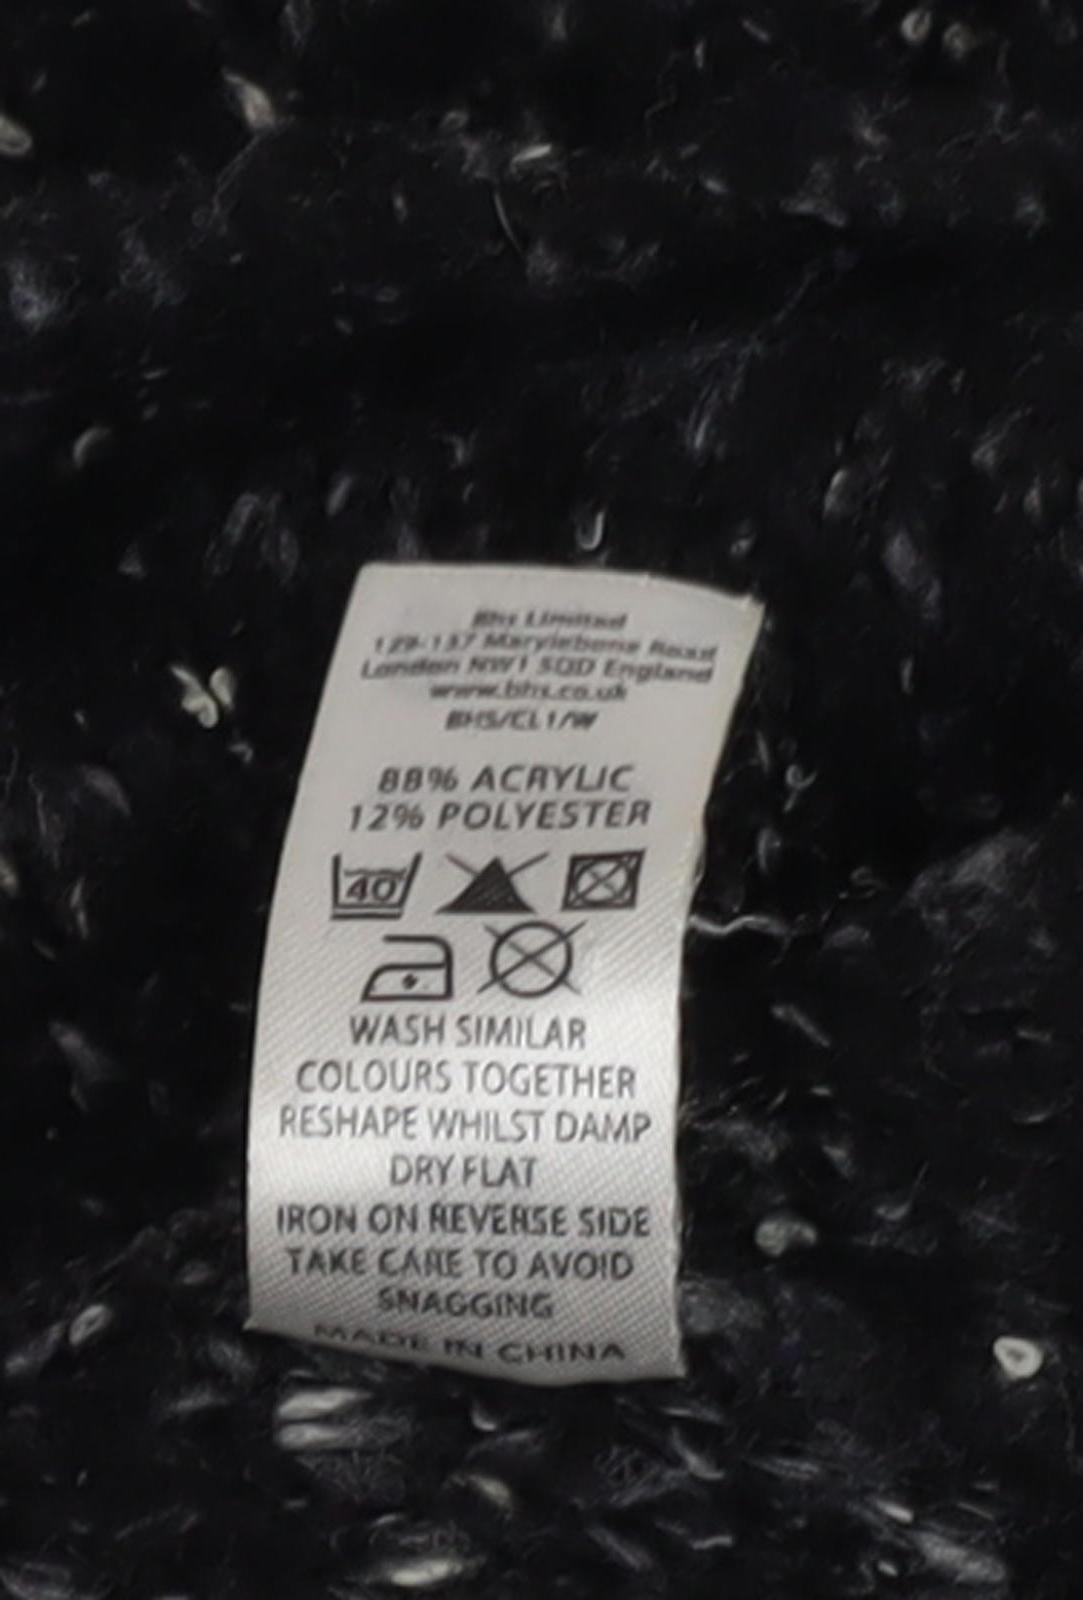 Bhs Limited
129-137 Marylebone Road
London NW1 5QD England
www.bhs.co.uk
BHS/CL1/W
88% ACRYLIC
12% POLYESTER
40
WASH SIMILAR
COLOURS TOGETHER
RESHAPE WHILST DAMP
DRY FLAT
IRON ON REVERSE SIDE
TAKE CARE TO AVOID
SNAGGING
MADE IN CHINA